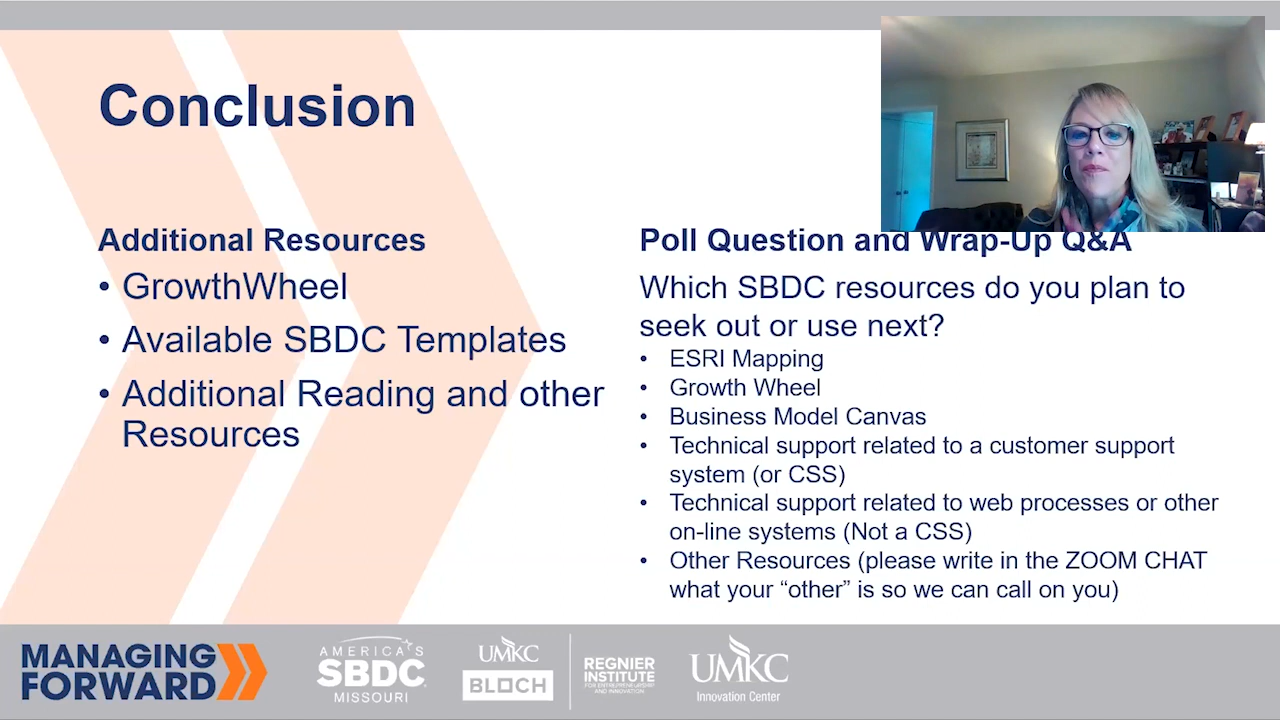 Conclusion
Additional Resources
• GrowthWheel
• Available SBDC Templates
• Additional Reading and other
Resources
Poll Question and Wrap-Up Q&A
Which SBDC resources do you plan to
seek out or use next?
• ESRI Mapping
• Growth Wheel
• Business Model Canvas
• Technical support related to a customer support
system (or CSS)
• Technical support related to web processes or other
on-line systems (Not a CSS)
• Other Resources (please write in the ZOOM CHAT
what your “other” is so we can call on you)
MANAGING
FORWARD
AMERICA'S
SBDC
MISSOURI
UMKC
BLOCH
REGNIER
INSTITUTE
FOR ENTREPRENEURSHIP
AND INNOVATION
UMKC
Innovation Center